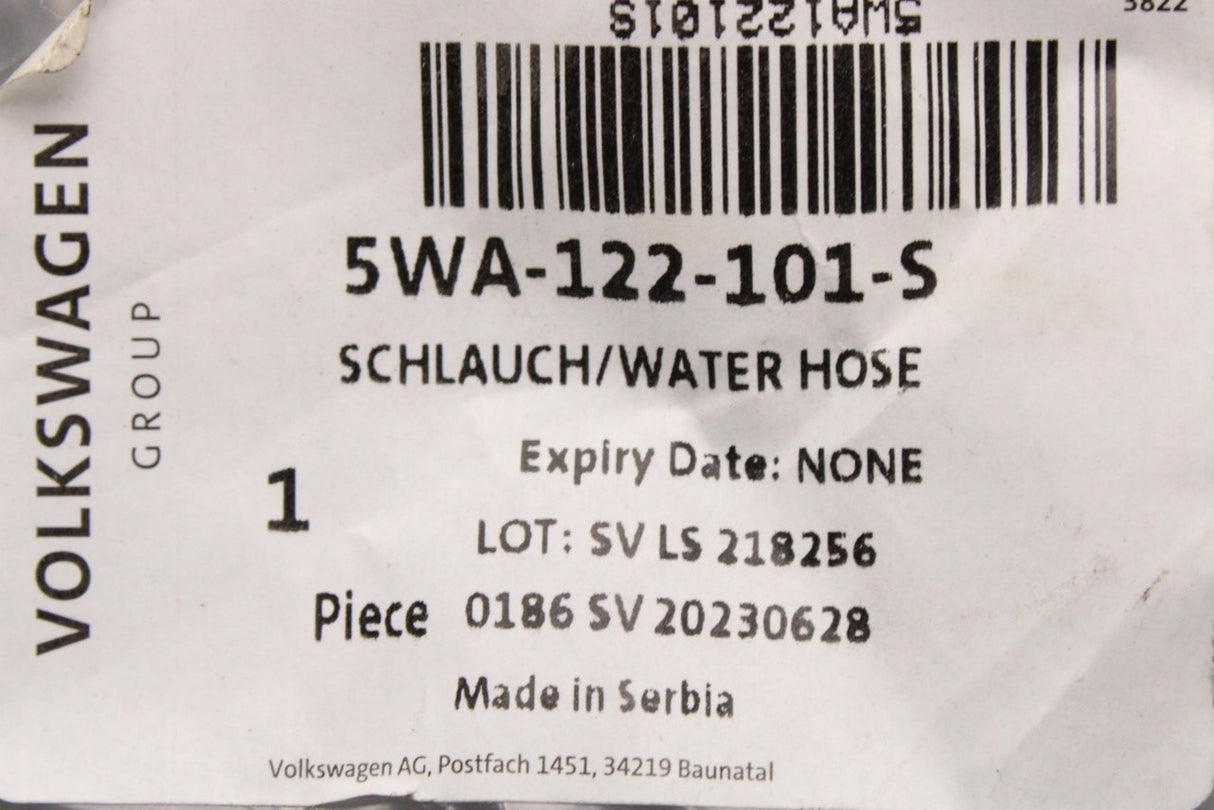 3822
5WA122101S
5WA-122-101-S
SCHLAUCH/WATER HOSE
Expiry Date: NONE
1
LOT: SV LS 218256
Piece 0186 SV 20230628
Made in Serbia
Volkswagen AG, Postfach 1451, 34219 Baunatal
VOLKSWAGEN
GROUP